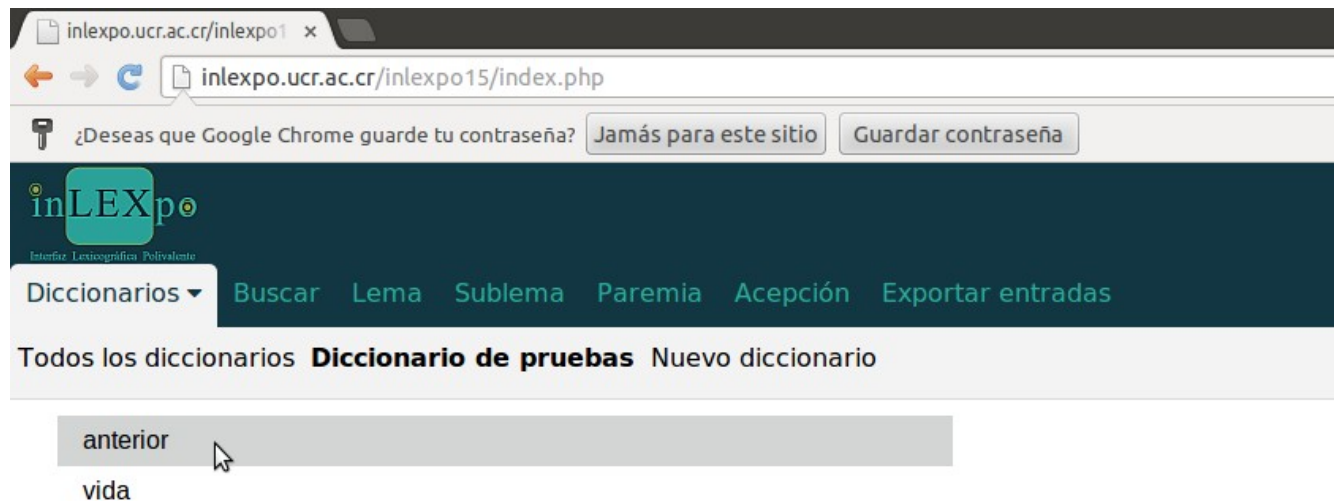 inlexpo.ucr.ac.cr/inlexpo1
inlexpo.ucr.ac.cr/inlexpo15/index.php
¿Deseas que Google Chrome guarde tu contraseña? Jamás para este sitio Guardar contraseña
inLEXpo
Interfaz Lexicográfica Polivalente
Diccionarios Buscar Lema Sublema Paremia Acepción Exportar entradas
Todos los diccionarios Diccionario de pruebas Nuevo diccionario
anterior
vida